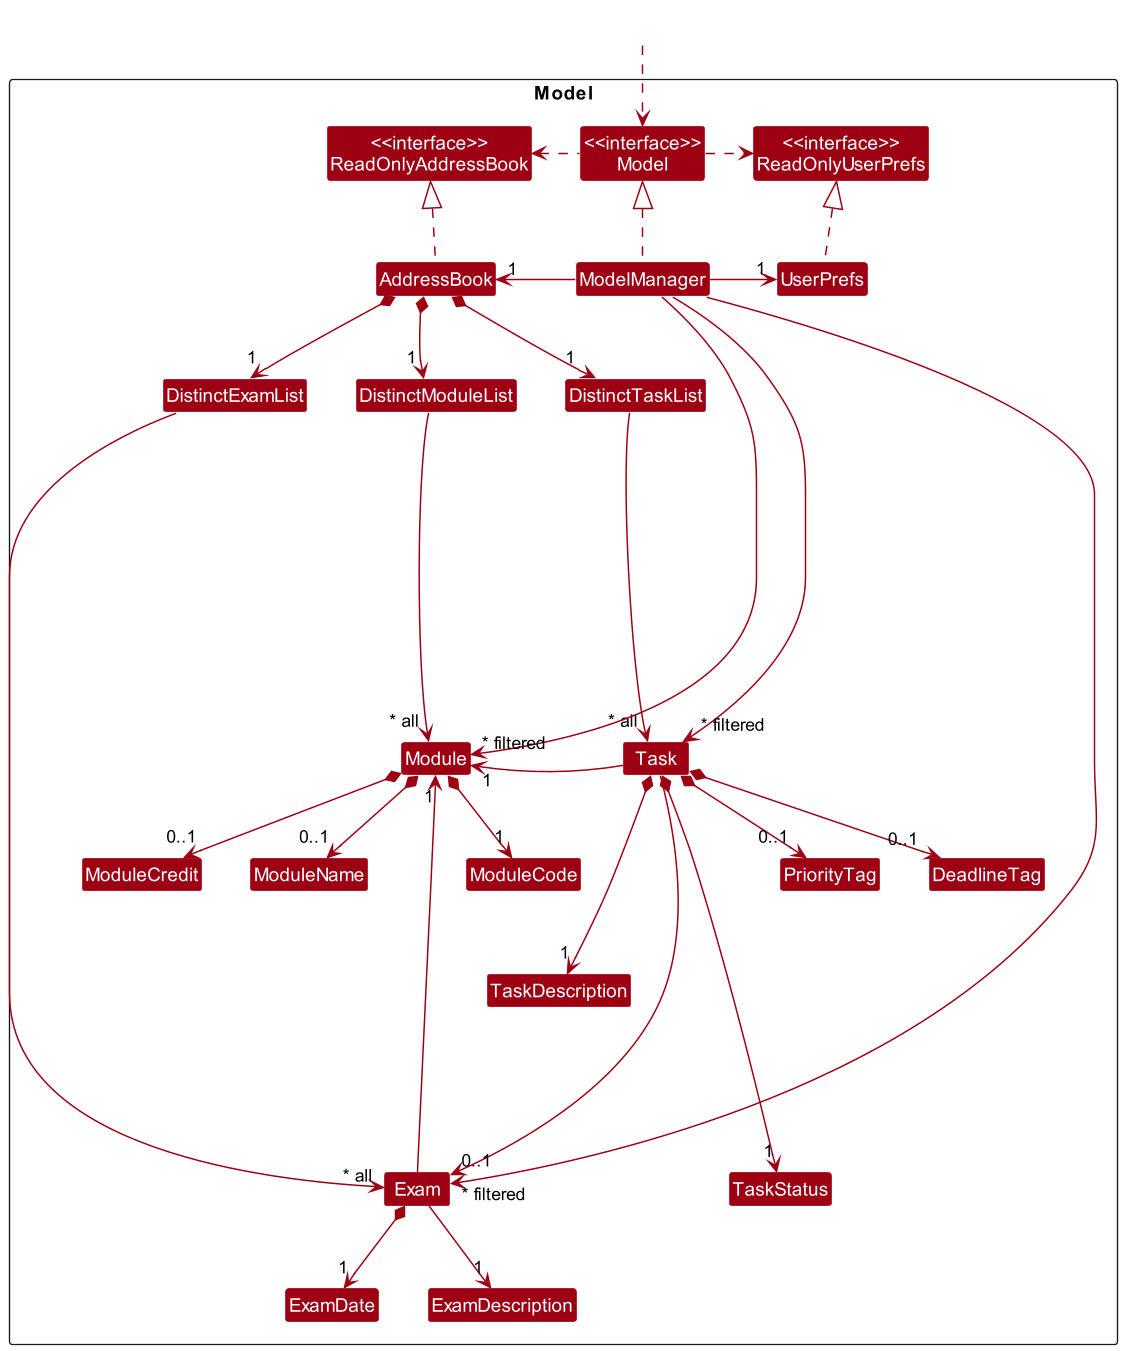 Model
<<interface>>
ReadOnlyAddressBook
<<interface>>
Model
<<interface>>
ReadOnlyUserPrefs
AddressBook
1
ModelManager
1
UserPrefs
1
1
1
DistinctExamList
DistinctModuleList
DistinctTaskList
* all
* filtered
* all
* filtered
Module
Task
1
1
0..1
0..1
1
0..1
0..1
ModuleCredit
ModuleName
ModuleCode
PriorityTag
DeadlineTag
1
TaskDescription
* all
0..1
* filtered
1
Exam
TaskStatus
1
1
ExamDate
ExamDescription